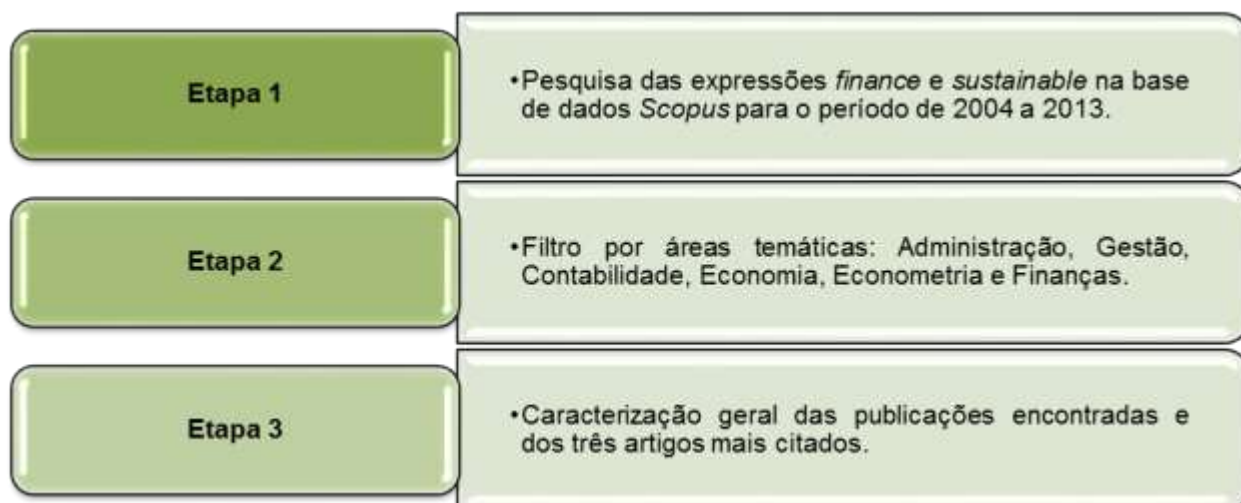 Etapa 1
•Pesquisa das expressões finance e sustainable na base
de dados Scopus para o período de 2004 a 2013.
Etapa 2
•Filtro por áreas temáticas: Administração, Gestão,
Contabilidade, Economia, Econometria e Finanças.
Etapa 3
•Caracterização geral das publicações encontradas e
dos três artigos mais citados.